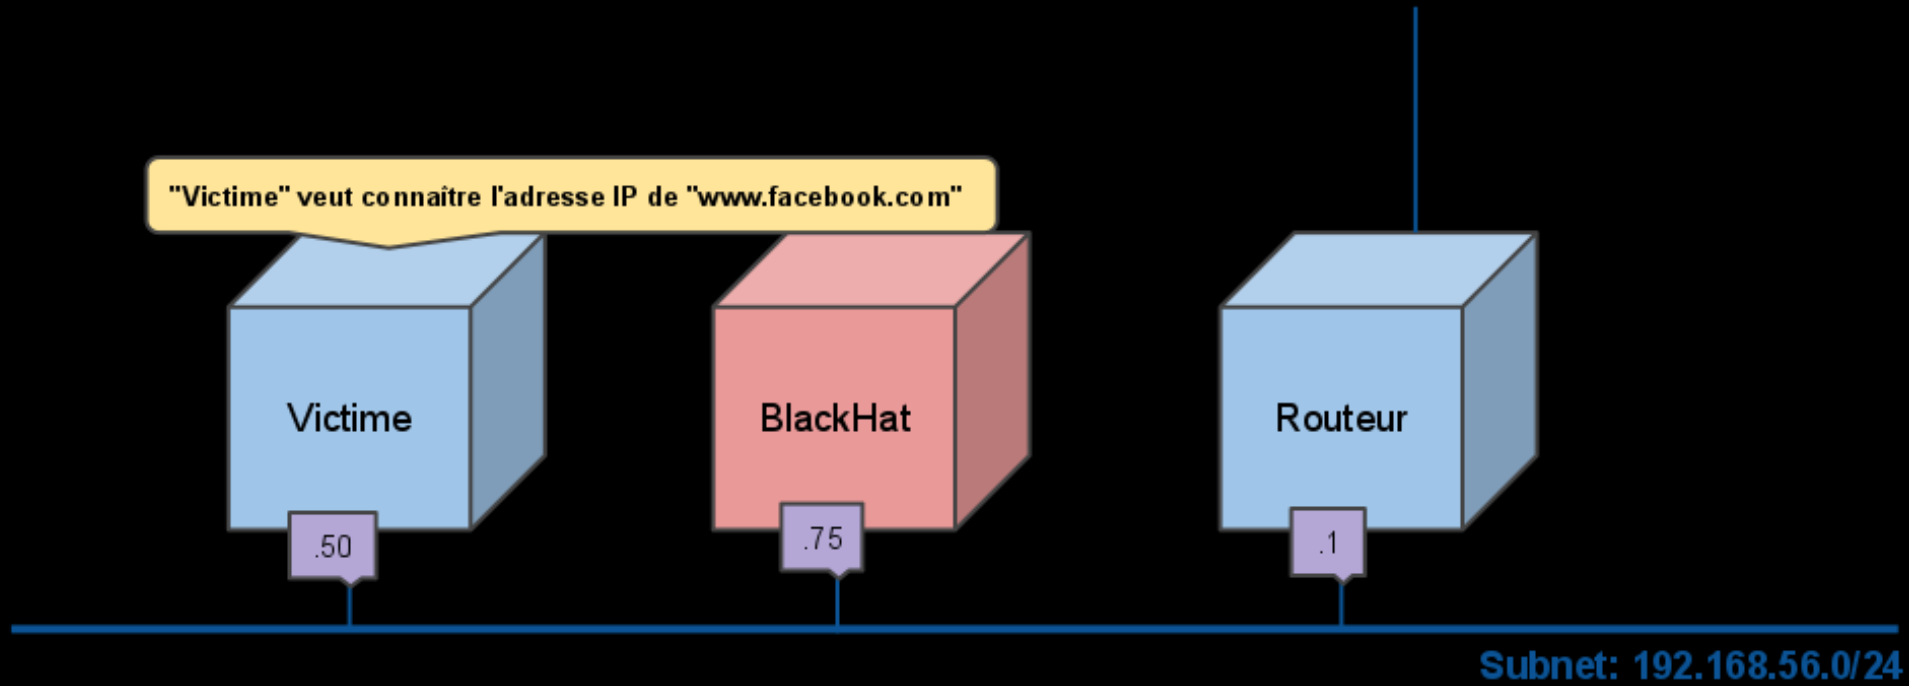 "Victime" veut connaître l'adresse IP de "www.facebook.com"
Victime
BlackHat
Routeur
.50
.75
.1
Subnet: 192.168.56.0/24